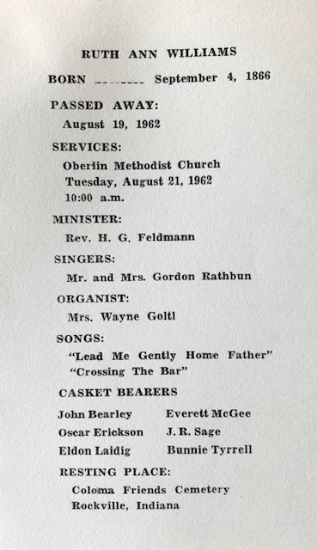 RUTH ANN WILLIAMS
BORN ........ September 4, 1866
PASSED AWAY:
August 19, 1962
SERVICES:
Oberlin Methodist Church
Tuesday, August 21, 1962
10:00 a.m.
MINISTER:
Rev. H. G. Feldmann
SINGERS:
Mr. and Mrs. Gordon Rathbun
ORGANIST:
Mrs. Wayne Goltl
SONGS:
"Lead Me Gently Home Father"
"Crossing The Bar"
CASKET BEARERS
John Bearley Everett McGee
Oscar Erickson J. R. Sage
Eldon Laidig Bunnie Tyrrell
RESTING PLACE:
Coloma Friends Cemetery
Rockville, Indiana